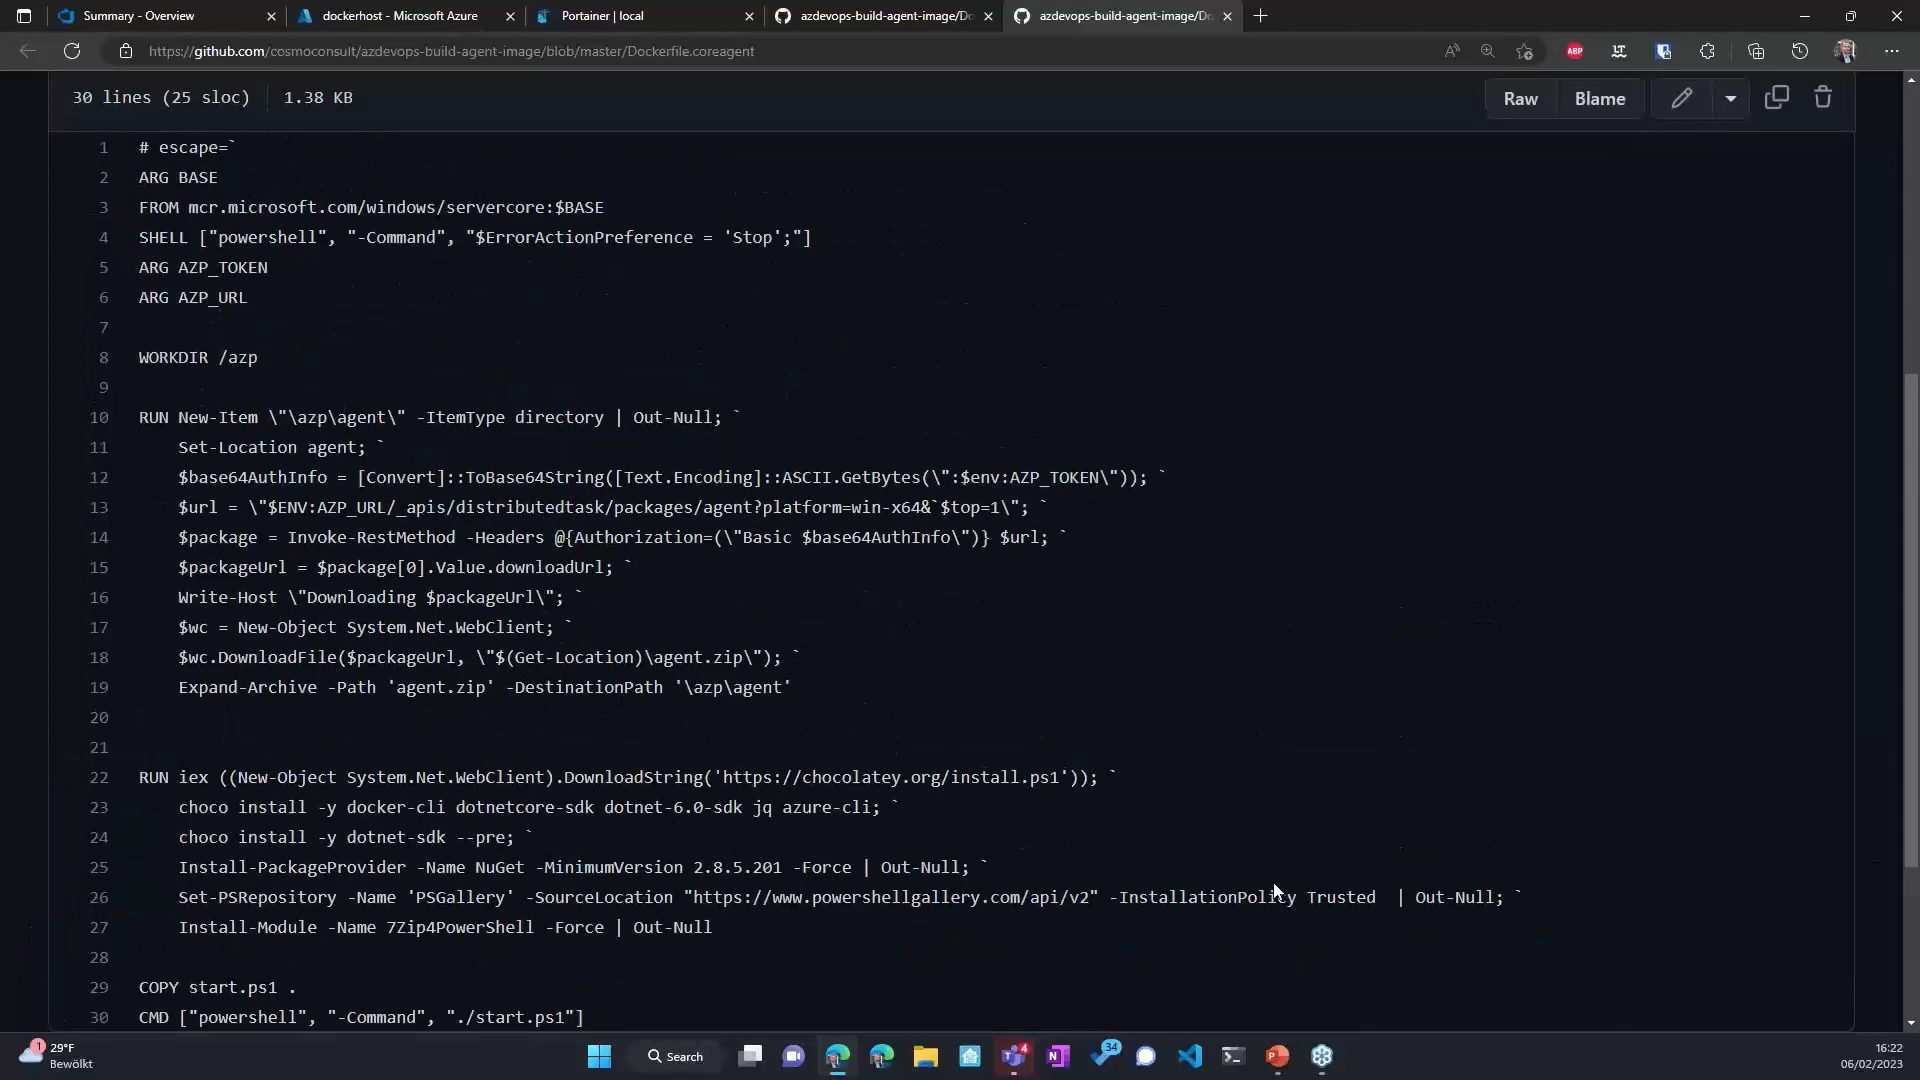 Summary - Overview
dockerhost - Microsoft Azure
Portainer | local
azdevops-build-agent-image/Do
azdevops-build-agent-image/Do
https://github.com/cosmoconsult/azdevops-build-agent-image/blob/master/Dockerfile.coreagent
ABP
LT
30 lines (25 sloc) 1.38 KB
Raw
Blame
1 # escape=`
2 ARG BASE
3 FROM mcr.microsoft.com/windows/servercore:$BASE
4 SHELL ["powershell", "-Command", "$ErrorActionPreference = 'Stop';"]
5 ARG AZP_TOKEN
6 ARG AZP_URL
7
8 WORKDIR /azp
9
10 RUN New-Item \"\azp\agent\" -ItemType directory | Out-Null; `
11 Set-Location agent; `
12 $base64AuthInfo = [Convert]::ToBase64String([Text.Encoding]::ASCII.GetBytes(\":$env:AZP_TOKEN\")); `
13 $url = \"$ENV:AZP_URL/_apis/distributedtask/packages/agent?platform=win-x64&`$top=1\"; `
14 $package = Invoke-RestMethod -Headers @{Authorization=(\"Basic $base64AuthInfo\")} $url; `
15 $packageUrl = $package[0].Value.downloadUrl; `
16 Write-Host \"Downloading $packageUrl\"; `
17 $wc = New-Object System.Net.WebClient; `
18 $wc.DownloadFile($packageUrl, \"$(Get-Location)\agent.zip\"); `
19 Expand-Archive -Path 'agent.zip' -DestinationPath '\azp\agent'
20
21
22 RUN iex ((New-Object System.Net.WebClient).DownloadString('https://chocolatey.org/install.ps1')); `
23 choco install -y docker-cli dotnetcore-sdk dotnet-6.0-sdk jq azure-cli; `
24 choco install -y dotnet-sdk --pre; `
25 Install-PackageProvider -Name NuGet -MinimumVersion 2.8.5.201 -Force | Out-Null; `
26 Set-PSRepository -Name 'PSGallery' -SourceLocation "https://www.powershellgallery.com/api/v2" -InstallationPolicy Trusted | Out-Null; `
27 Install-Module -Name 7Zip4PowerShell -Force | Out-Null
28
29 COPY start.ps1 .
30 CMD ["powershell", "-Command", "./start.ps1"]
1
29°F
Bewölkt
Search
4
34
16:22
06/02/2023